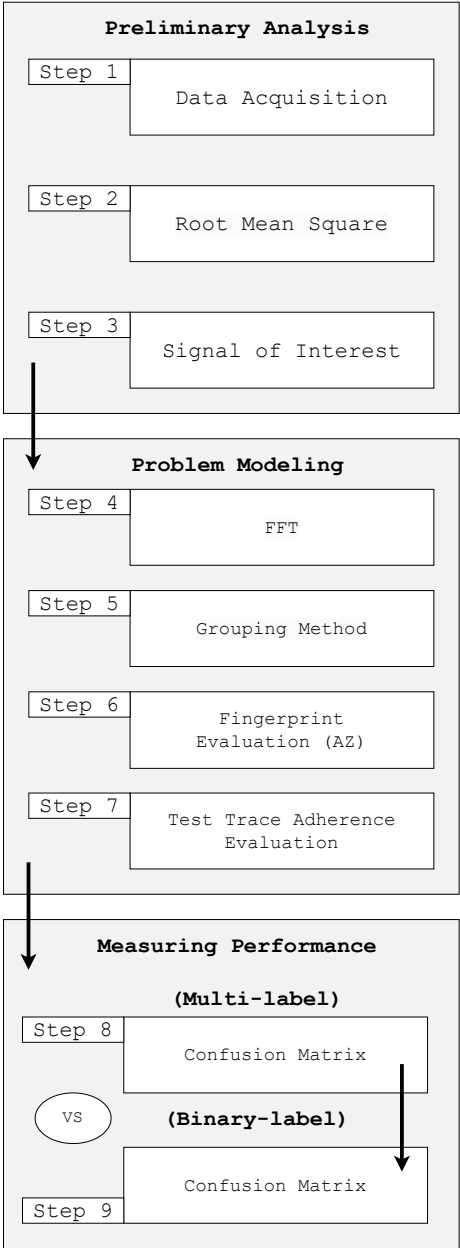 Preliminary Analysis
Step 1
Data Acquisition
Step 2
Root Mean Square
Step 3
Signal of Interest
Problem Modeling
Step 4
FFT
Step 5
Grouping Method
Step 6
Fingerprint
Evaluation (AZ)
Step 7
Test Trace Adherence
Evaluation
Measuring Performance
(Multi-label)
Step 8
Confusion Matrix
VS
(Binary-label)
Confusion Matrix
Step 9